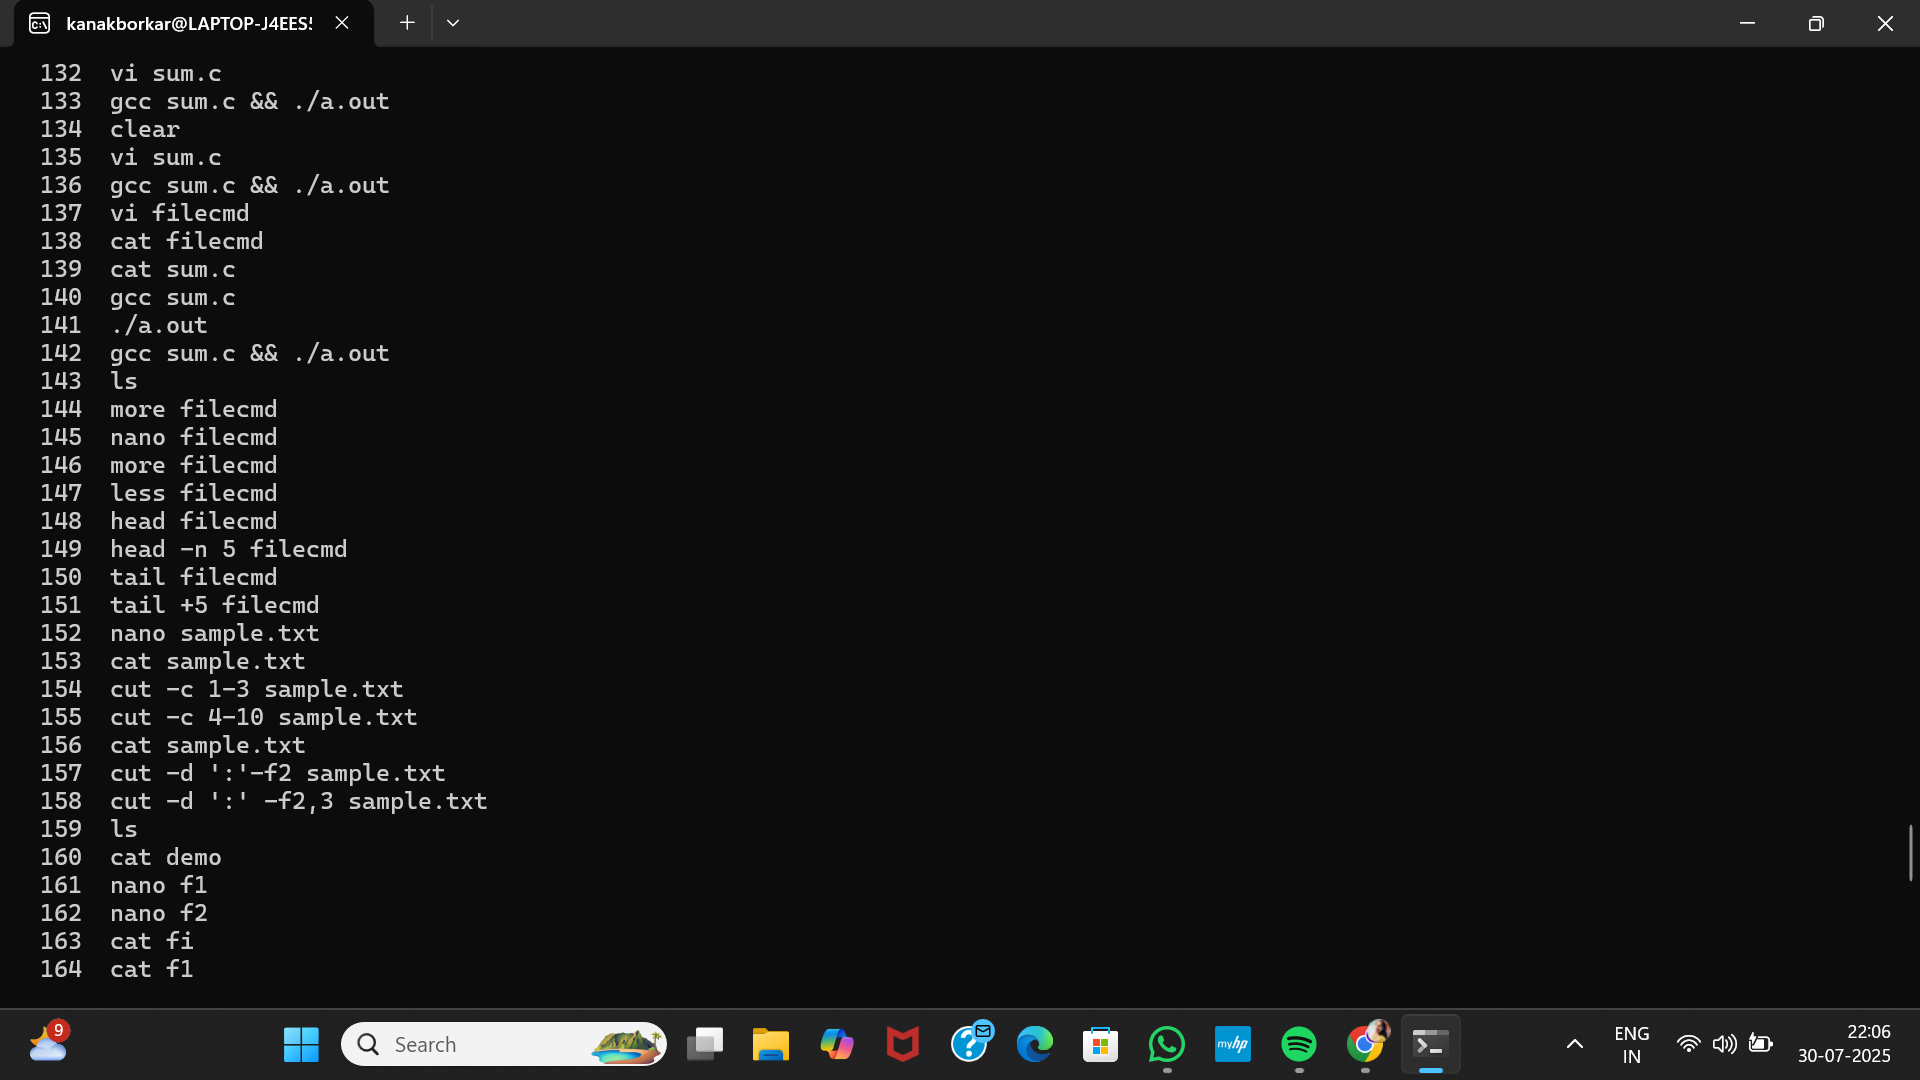 kanakborkar@LAPTOP-J4EES!
132 vi sum.c
133 gcc sum.c && ./a.out
134 clear
135 vi sum.c
136 gcc sum.c && ./a.out
137 vi filecmd
138 cat filecmd
139 cat sum.c
140 gcc sum.c
141 ./a.out
142 gcc sum.c && ./a.out
143 ls
144 more filecmd
145 nano filecmd
146 more filecmd
147 less filecmd
148 head filecmd
149 head -n 5 filecmd
150 tail filecmd
151 tail +5 filecmd
152 nano sample.txt
153 cat sample.txt
154 cut -c 1-3 sample.txt
155 cut -c 4-10 sample.txt
156 cat sample.txt
157 cut -d ':'-f2 sample.txt
158 cut -d ':' -f2,3 sample.txt
159 ls
160 cat demo
161 nano f1
162 nano f2
163 cat fi
164 cat f1
9
Search
myhp
ENG
IN
22:06
30-07-2025